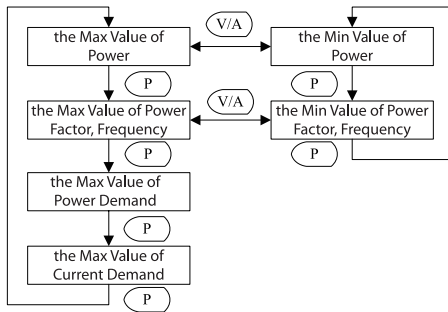 the Max Value of
Power
V/A
the Min Value of
Power
P
P
the Max Value of Power
Factor, Frequency
V/A
the Min Value of Power
Factor, Frequency
P
P
the Max Value of
Power Demand
P
the Max Value of
Current Demand
P